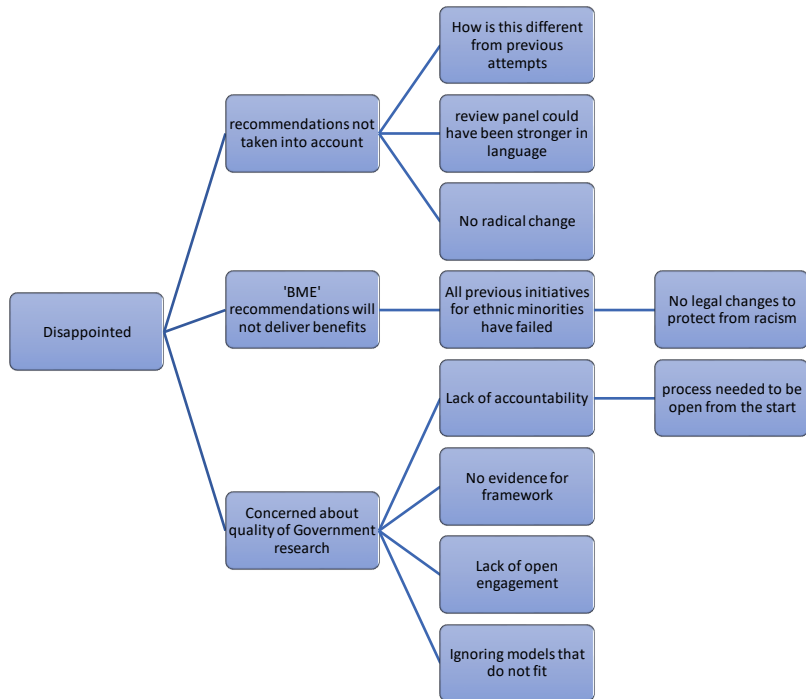 Disappointed
recommendations not
taken into account
How is this different
from previous
attempts
review panel could
have been stronger in
language
No radical change
'BME'
recommendations will
not deliver benefits
All previous initiatives
for ethnic minorities
have failed
No legal changes to
protect from racism
Concerned about
quality of Government
research
Lack of accountability
process needed to be
open from the start
No evidence for
framework
Lack of open
engagement
Ignoring models that
do not fit